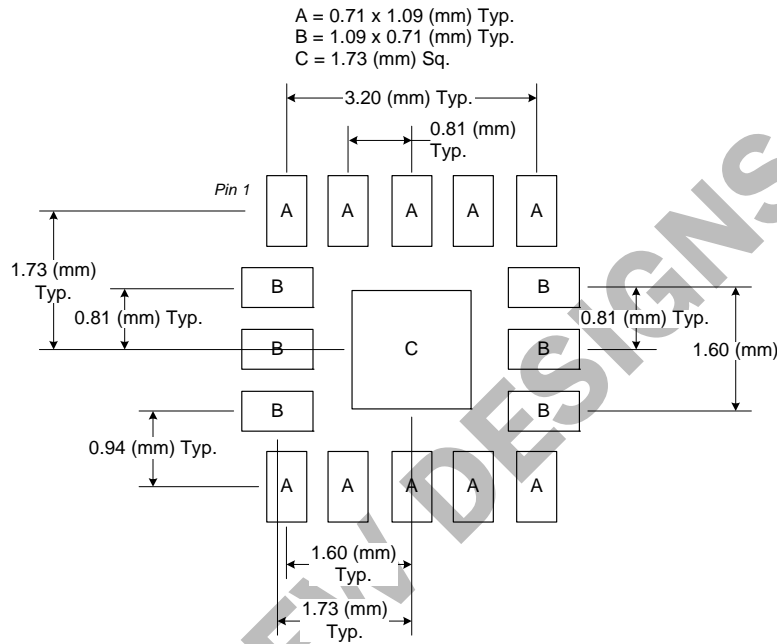 A = 0.71 x 1.09 (mm) Typ.
B = 1.09 x 0.71 (mm) Typ.
C = 1.73 (mm) Sq.
3.20 (mm) Typ.
0.81 (mm)
Typ.
Pin 1
A A A A A
1.73 (mm)
Typ.
B B
0.81 (mm) Typ.
0.81 (mm) Typ.
B C B
1.60 (mm)
B B
0.94 (mm) Typ.
A A A A A
1.60 (mm)
Typ.
1.73 (mm)
Typ.
EW DESIGNS